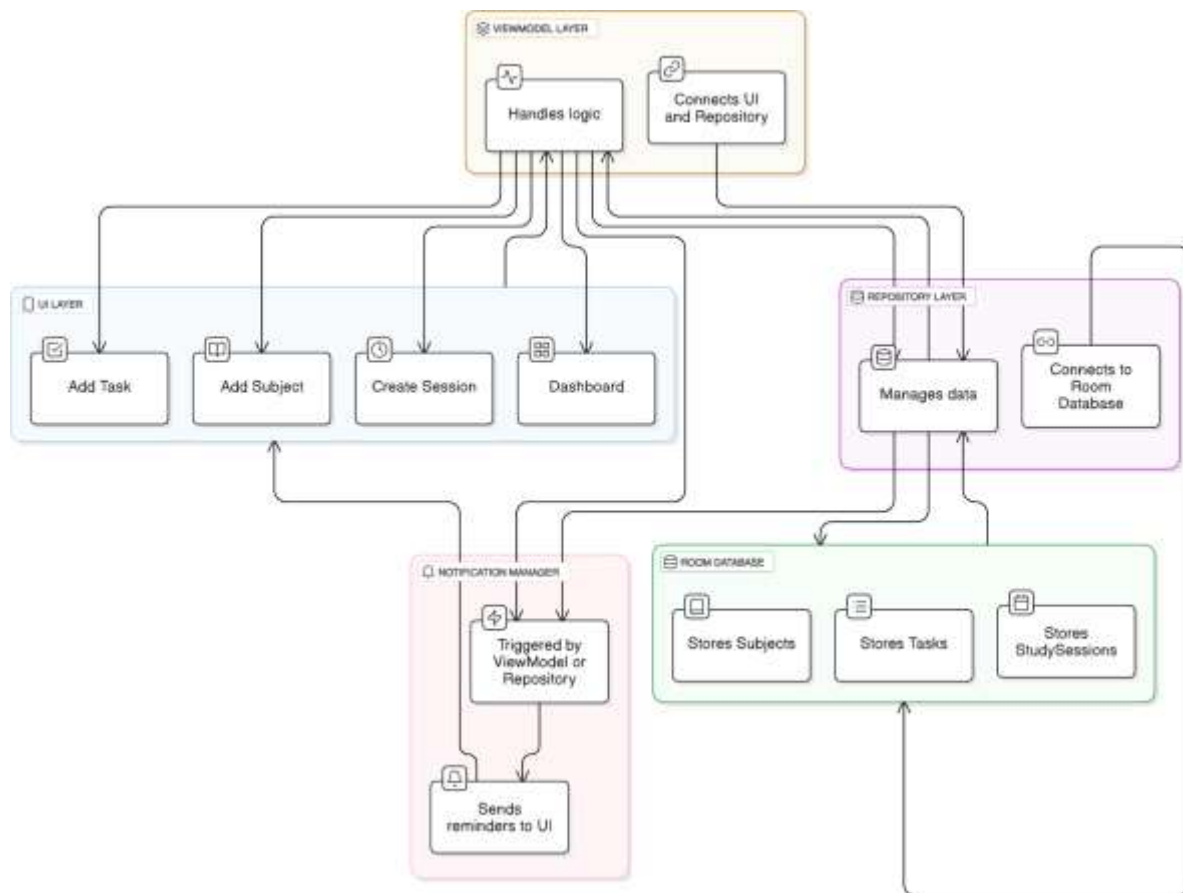 VIEWMODEL LAYER
Handles logic
Connects UI
and Repository
UI LAYER
Add Task
Add Subject
Create Session
Dashboard
REPOSITORY LAYER
Manages data
Connects to
Room
Database
NOTIFICATION MANAGER
Triggered by
ViewModel or
Repository
Sends
reminders to UI
ROOM DATABASE
Stores Subjects
Stores Tasks
Stores
StudySessions